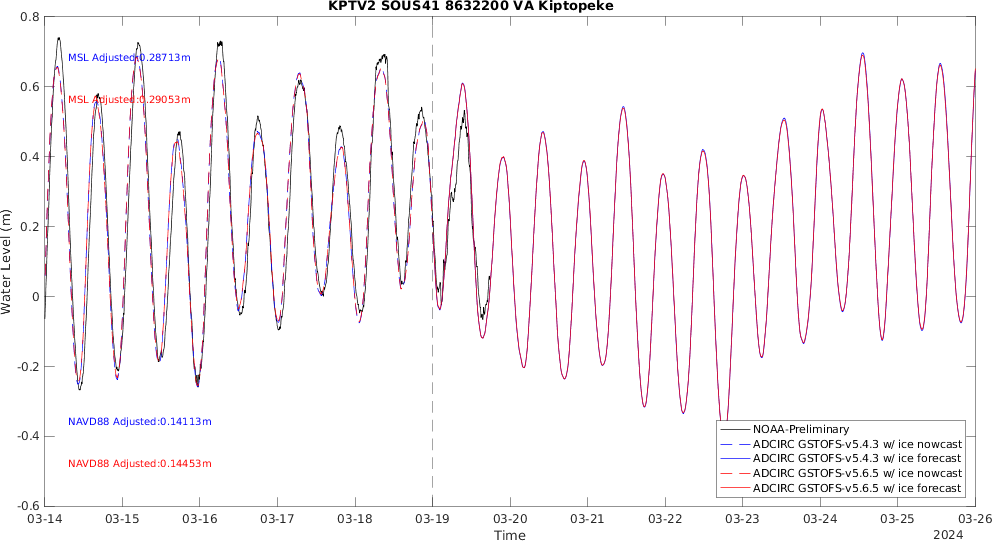 KPTV2 SOUS41 8632200 VA Kiptopeke
0.8
0.6
0.4
0.2
0
-0.2
-0.4
-0.6
Water Level (m)
MSL Adjusted:0.28713m
MSL Adjusted:0.29053m
NAVD88 Adjusted:0.14113m
NAVD88 Adjusted:0.14453m
NOAA-Preliminary
ADCIRC GSTOFS-v5.4.3 w/ ice nowcast
ADCIRC GSTOFS-v5.4.3 w/ ice forecast
ADCIRC GSTOFS-v5.6.5 w/ ice nowcast
ADCIRC GSTOFS-v5.6.5 w/ ice forecast
03-14 03-15 03-16 03-17 03-18 03-19 03-20 03-21 03-22 03-23 03-24 03-25 03-26
Time
2024